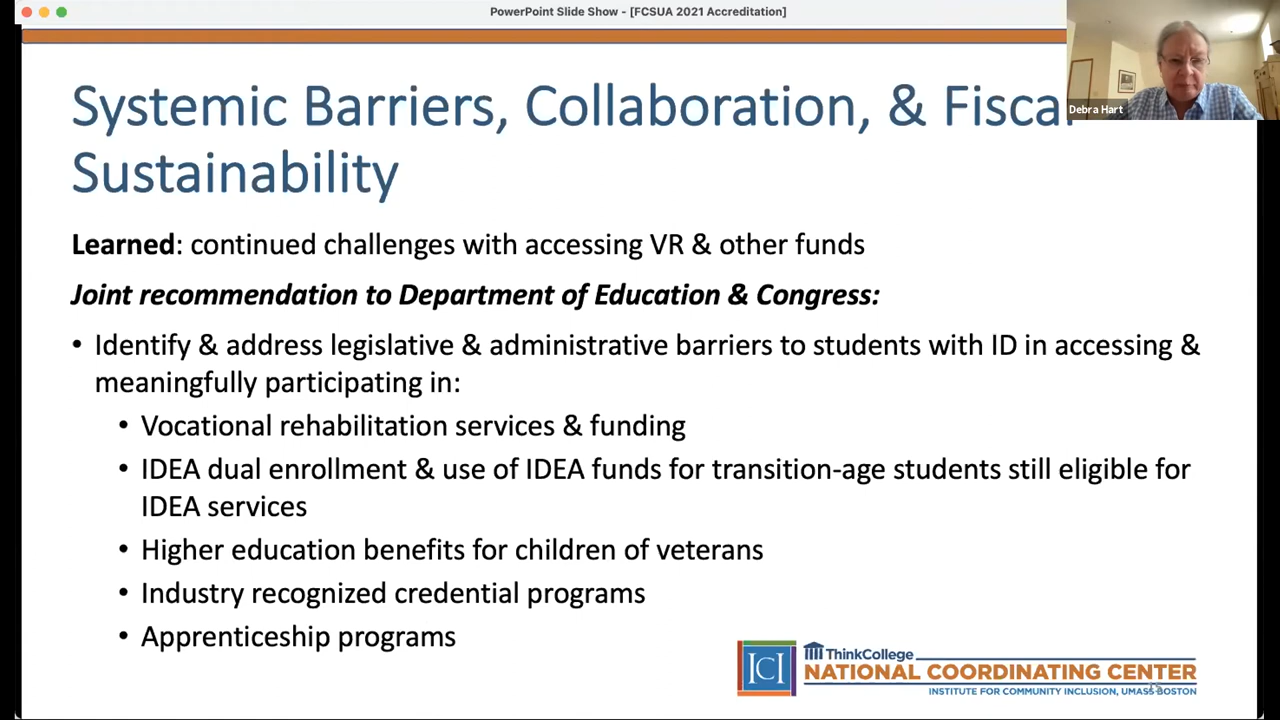 PowerPoint Slide Show - [FCSUA 2021 Accreditation]
Debra Hart
Systemic Barriers, Collaboration, & Fiscal
Sustainability
Learned: continued challenges with accessing VR & other funds
Joint recommendation to Department of Education & Congress:
• Identify & address legislative & administrative barriers to students with ID in accessing &
meaningfully participating in:
• Vocational rehabilitation services & funding
• IDEA dual enrollment & use of IDEA funds for transition-age students still eligible for
IDEA services
• Higher education benefits for children of veterans
• Industry recognized credential programs
• Apprenticeship programs
ICI
ThinkCollege
NATIONAL COORDINATING CENTER
INSTITUTE FOR COMMUNITY INCLUSION, UMASS BOSTON